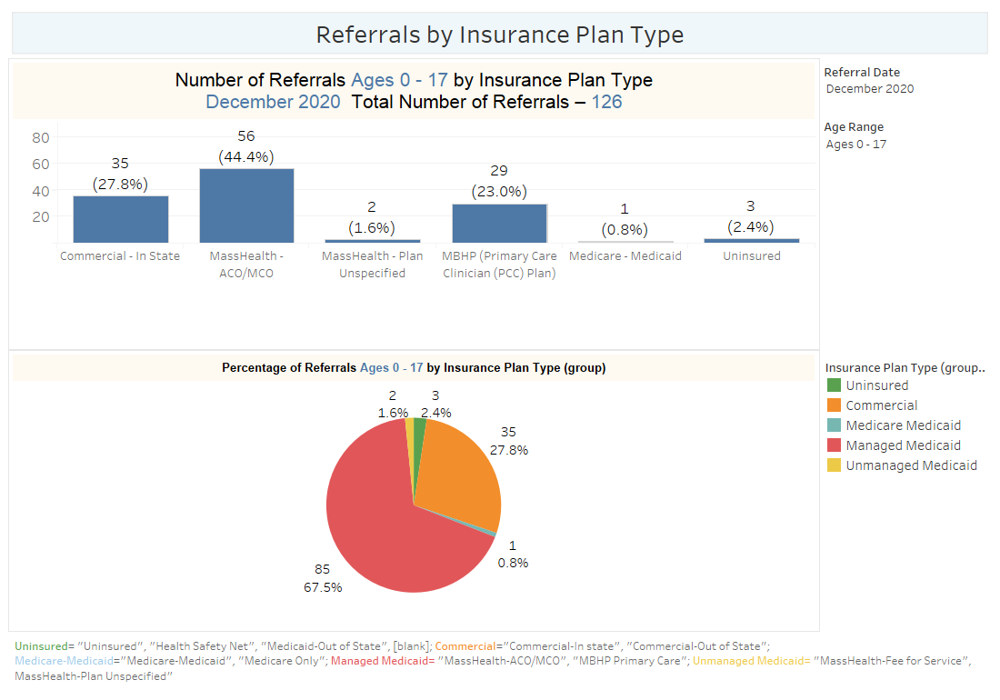 Referrals by Insurance Plan Type
Number of Referrals Ages 0 - 17 by Insurance Plan Type
December 2020 Total Number of Referrals – 126
Referral Date
December 2020
Age Range
Ages 0 - 17
80
60
40
20
35
(27.8%)
56
(44.4%)
2
(1.6%)
29
(23.0%)
1
(0.8%)
3
(2.4%)
Commercial - In State
MassHealth -
ACO/MCO
MassHealth - Plan
Unspecified
MBHP (Primary Care
Clinician (PCC) Plan)
Medicare - Medicaid
Uninsured
Percentage of Referrals Ages 0 - 17 by Insurance Plan Type (group)
2
1.6%
3
2.4%
35
27.8%
1
0.8%
85
67.5%
Insurance Plan Type (group..
Uninsured
Commercial
Medicare Medicaid
Managed Medicaid
Unmanaged Medicaid
Uninsured= "Uninsured", "Health Safety Net", "Medicaid-Out of State", [blank]; Commercial="Commercial-In state", "Commercial-Out of State";
Medicare-Medicaid="Medicare-Medicaid", "Medicare Only"; Managed Medicaid= "MassHealth-ACO/MCO", "MBHP Primary Care"; Unmanaged Medicaid= "MassHealth-Fee for Service",
MassHealth-Plan Unspecified"